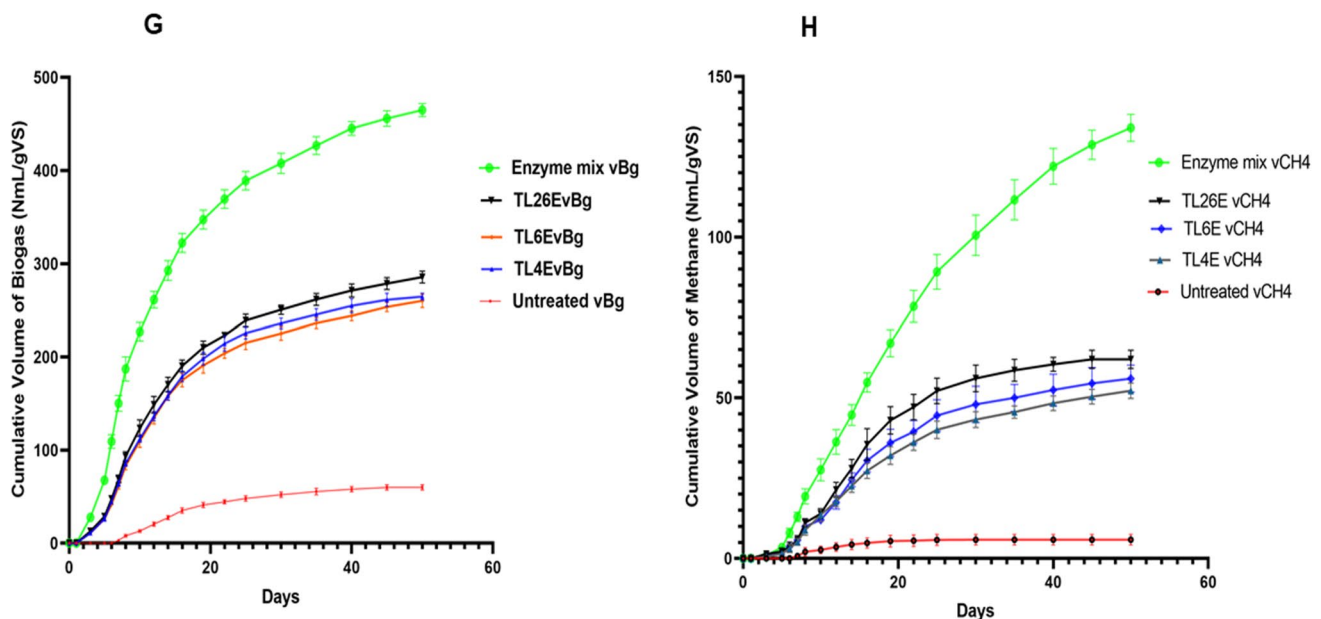 G
Cumulative Volume of Biogas (NmL/gVS)
500
400
300
200
100
0
0
20
40
60
Days
Enzyme mix vBg
TL26EvBg
TL6EvBg
TL4EvBg
Untreated vBg
H
Cumulative Volume of Methane (NmL/gVS)
150
100
50
0
0
20
40
60
Days
Enzyme mix vCH4
TL26E vCH4
TL6E vCH4
TL4E vCH4
Untreated vCH4